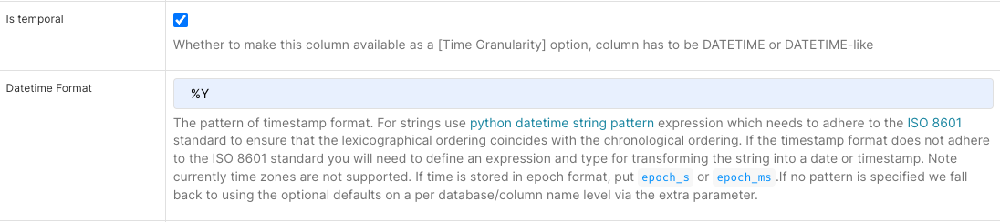 Is temporal
Whether to make this column available as a [Time Granularity] option, column has to be DATETIME or DATETIME-like
Datetime Format
%Y
The pattern of timestamp format. For strings use python datetime string pattern expression which needs to adhere to the ISO 8601
standard to ensure that the lexicographical ordering coincides with the chronological ordering. If the timestamp format does not adhere
to the ISO 8601 standard you will need to define an expression and type for transforming the string into a date or timestamp. Note
currently time zones are not supported. If time is stored in epoch format, put epoch_s or epoch_ms.If no pattern is specified we fall
back to using the optional defaults on a per database/column name level via the extra parameter.